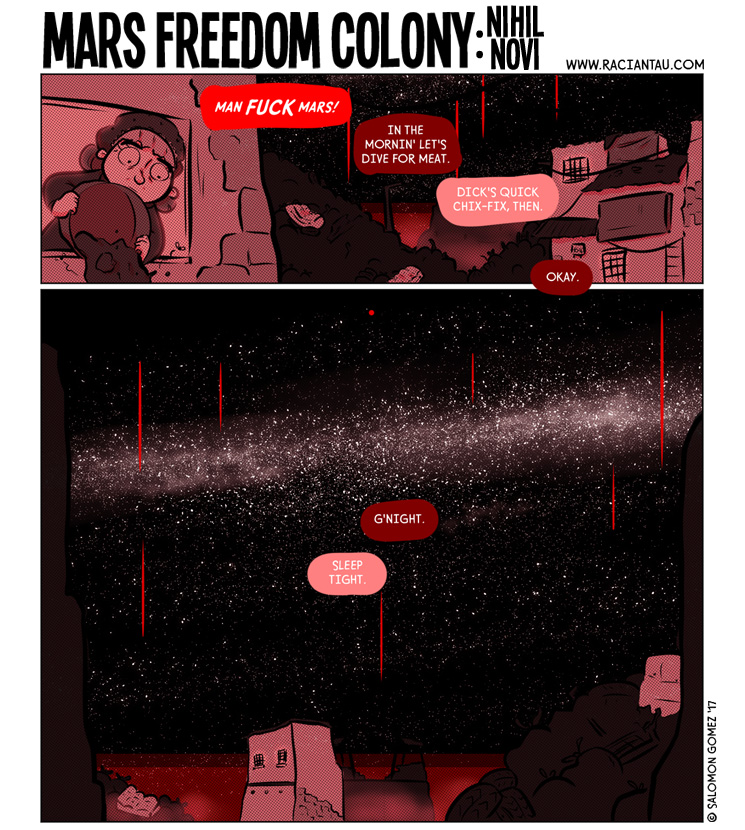 MARS FREEDOM COLONY: NIHIL
NOVI
WWW.RACIANTAU.COM
MAN FUCK MARS!
IN THE
MORNIN' LET'S
DIVE FOR MEAT.
DICK'S QUICK
CHIX-FIX, THEN.
OKAY.
G'NIGHT.
SLEEP
TIGHT.
© SALOMON GOMEZ '17